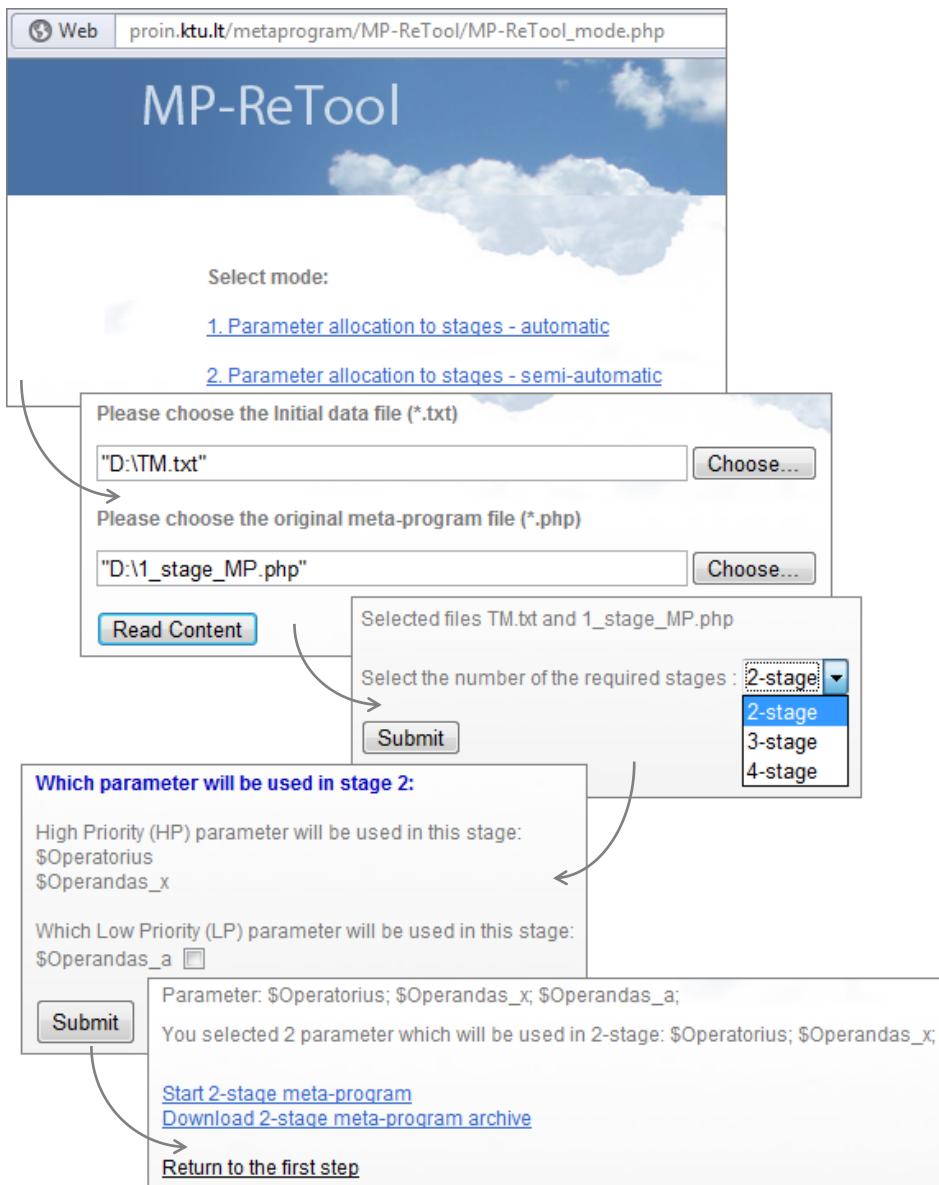 Web proin.ktu.lt/metaprogram/MP-ReTool/MP-ReTool_mode.php
MP-ReTool
Select mode:
1. Parameter allocation to stages - automatic
2. Parameter allocation to stages - semi-automatic
Please choose the Initial data file (*.txt)
"D:\TM.txt" Choose...
Please choose the original meta-program file (*.php)
"D:\1_stage_MP.php" Choose...
Read Content
Selected files TM.txt and 1_stage_MP.php
Select the number of the required stages : 2-stage
2-stage
3-stage
4-stage
Submit
Which parameter will be used in stage 2:
High Priority (HP) parameter will be used in this stage:
$Operatorius
$Operandas_x
Which Low Priority (LP) parameter will be used in this stage:
$Operandas_a
Submit
Parameter: $Operatorius; $Operandas_x; $Operandas_a;
You selected 2 parameter which will be used in 2-stage: $Operatorius; $Operandas_x;
Start 2-stage meta-program
Download 2-stage meta-program archive
Return to the first step